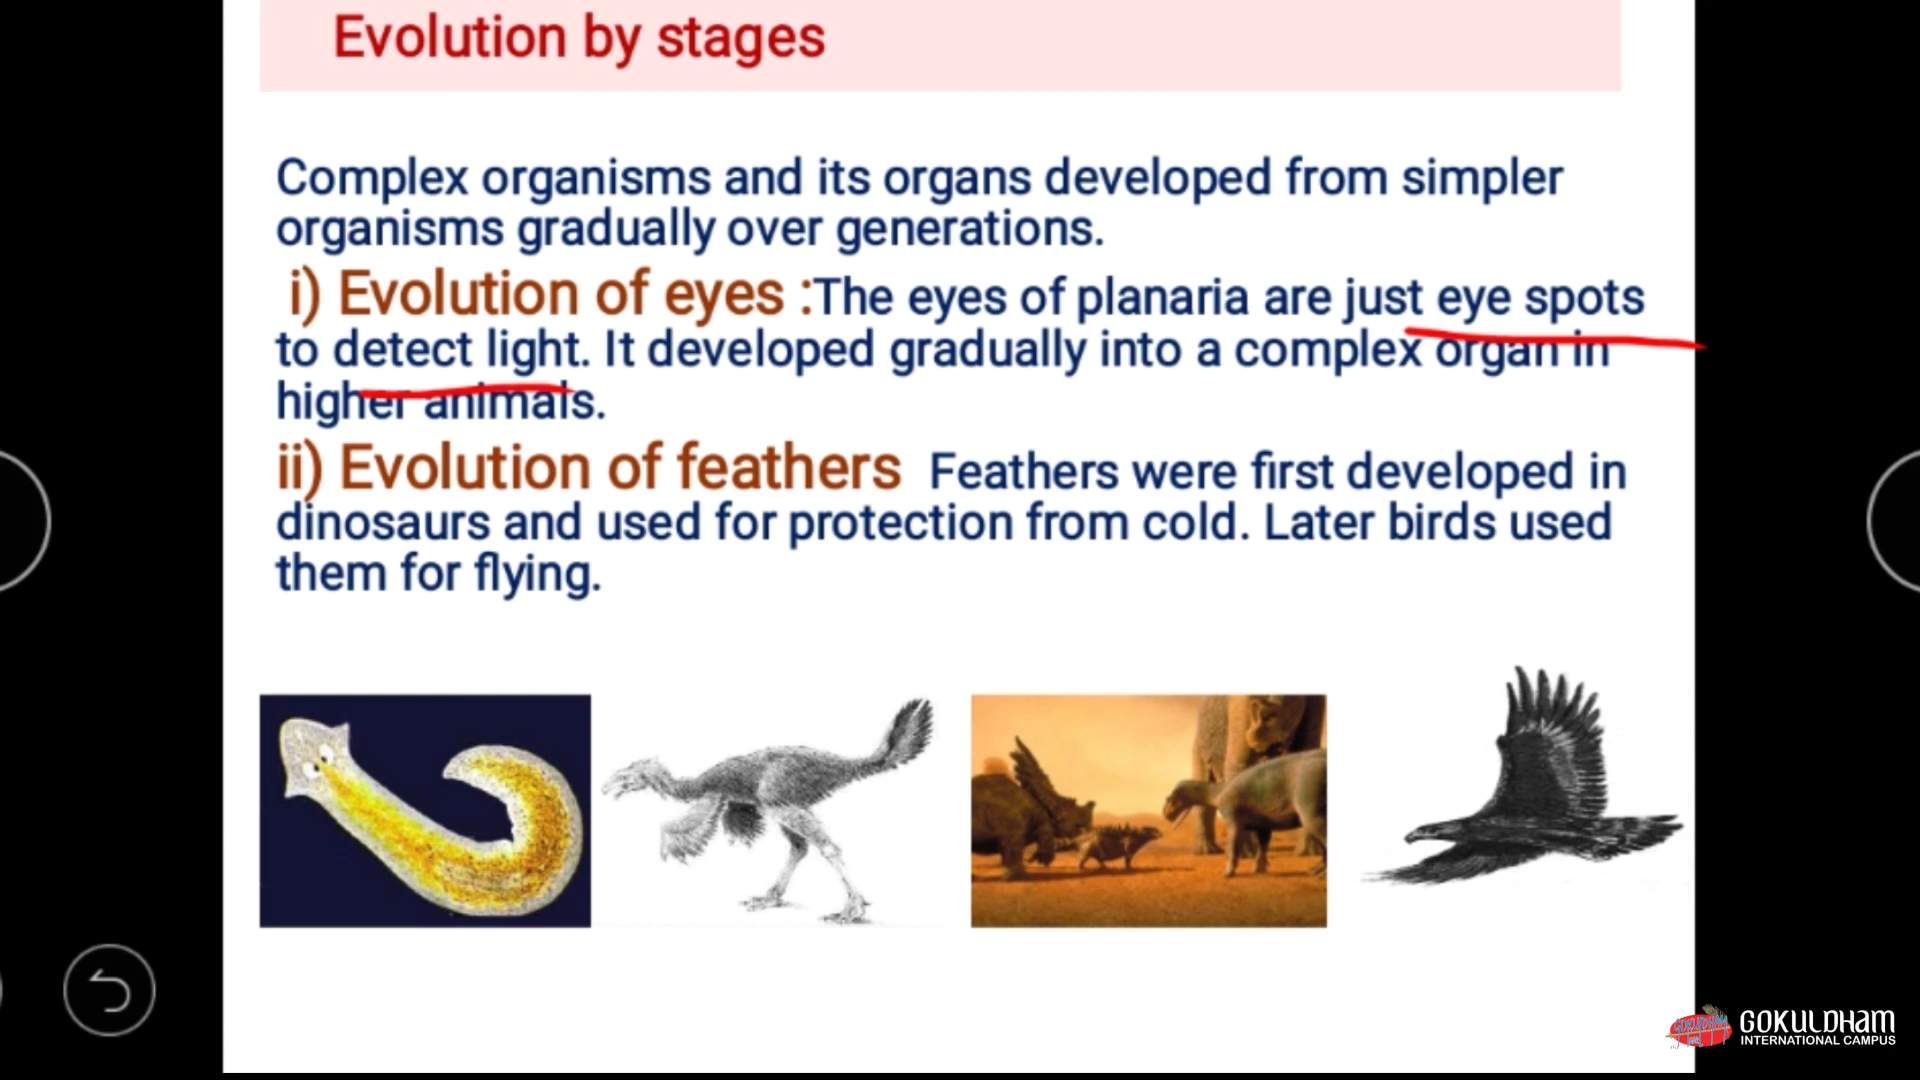 Evolution by stages
Complex organisms and its organs developed from simpler
organisms gradually over generations.
i) Evolution of eyes :The eyes of planaria are just eye spots
to detect light. It developed gradually into a complex organ in
higher animals.
ii) Evolution of feathers Feathers were first developed in
dinosaurs and used for protection from cold. Later birds used
them for flying.
GOKULDHAM
INTERNATIONAL CAMPUS